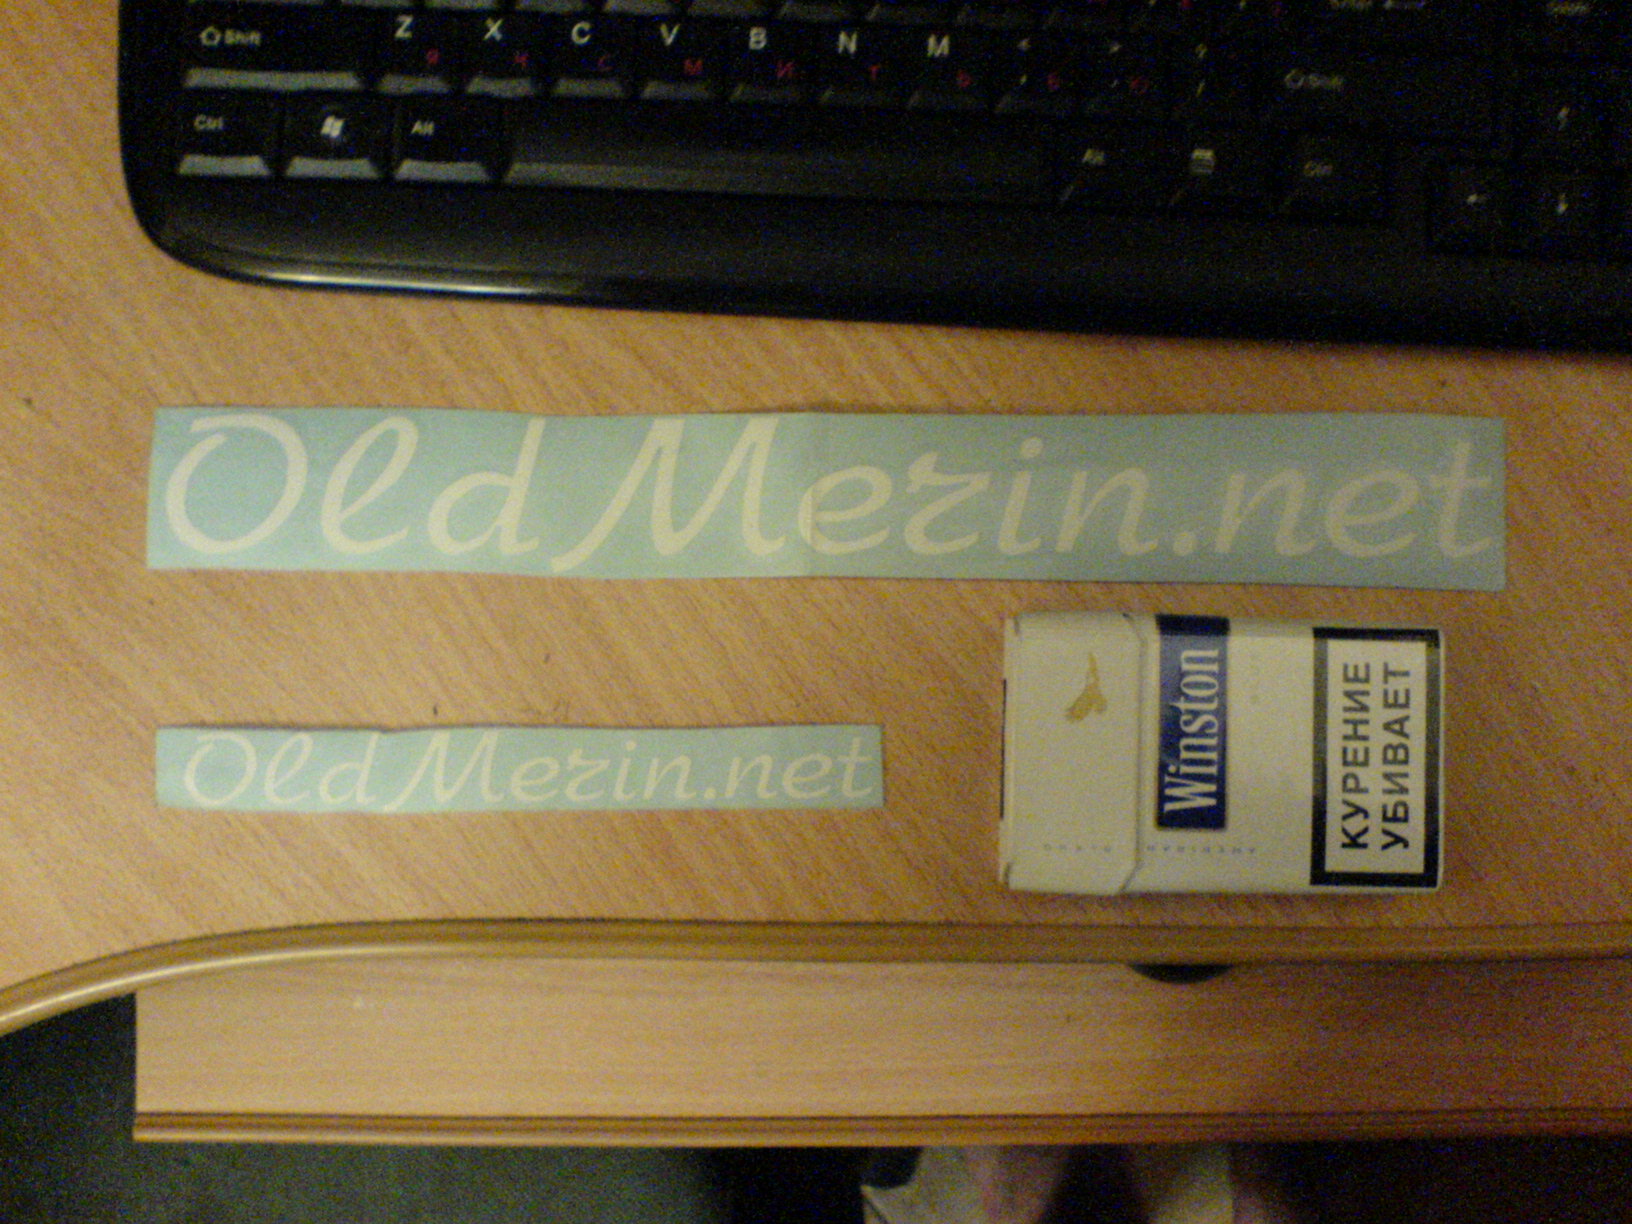 Shift Z X C V B N M < > ? Shift
Я Ч С М И Т Ь Б Ю .
Ctrl Alt Alt Ctrl
OldMerin.net
OldMerin.net
Winston
КУРЕНИЕ
УБИВАЕТ